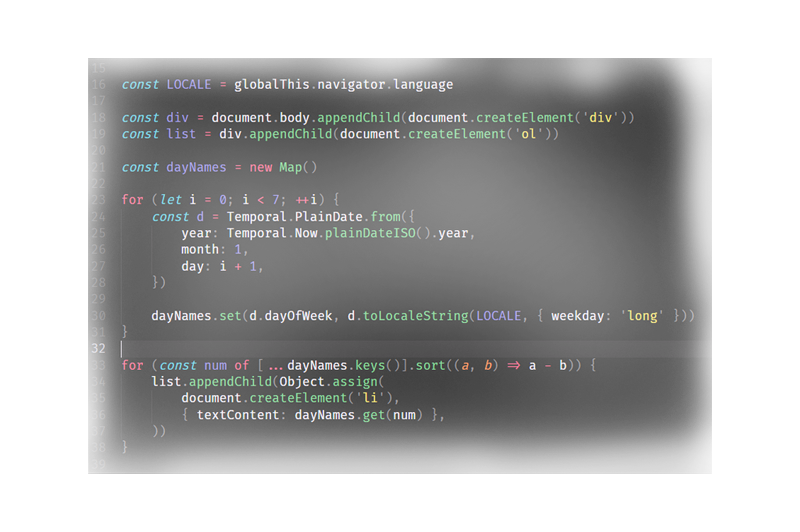 15
16 const LOCALE = globalThis.navigator.language
17
18 const div = document.body.appendChild(document.createElement('div'))
19 const list = div.appendChild(document.createElement('ol'))
20
21 const dayNames = new Map()
22
23 for (let i = 0; i < 7; ++i) {
24 const d = Temporal.PlainDate.from({
25 year: Temporal.Now.plainDateISO().year,
26 month: 1,
27 day: i + 1,
28 })
29
30 dayNames.set(d.dayOfWeek, d.toLocaleString(LOCALE, { weekday: 'long' }))
31 }
32
33 for (const num of [...dayNames.keys()].sort((a, b) => a - b)) {
34 list.appendChild(Object.assign(
35 document.createElement('li'),
36 { textContent: dayNames.get(num) },
37 ))
38 }
39